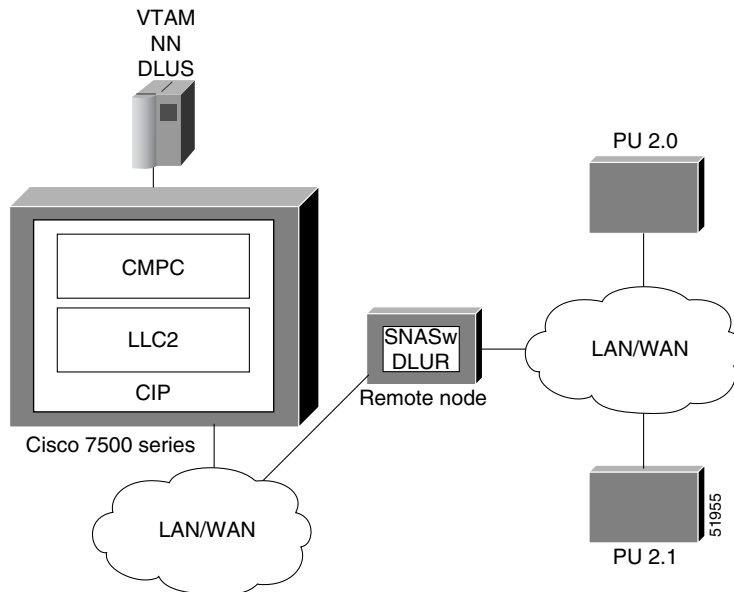 VTAM
NN
DLUS
PU 2.0
CMPC
LLC2
CIP
SNASw
DLUR
LAN/WAN
Remote node
Cisco 7500 series
LAN/WAN
51955
PU 2.1